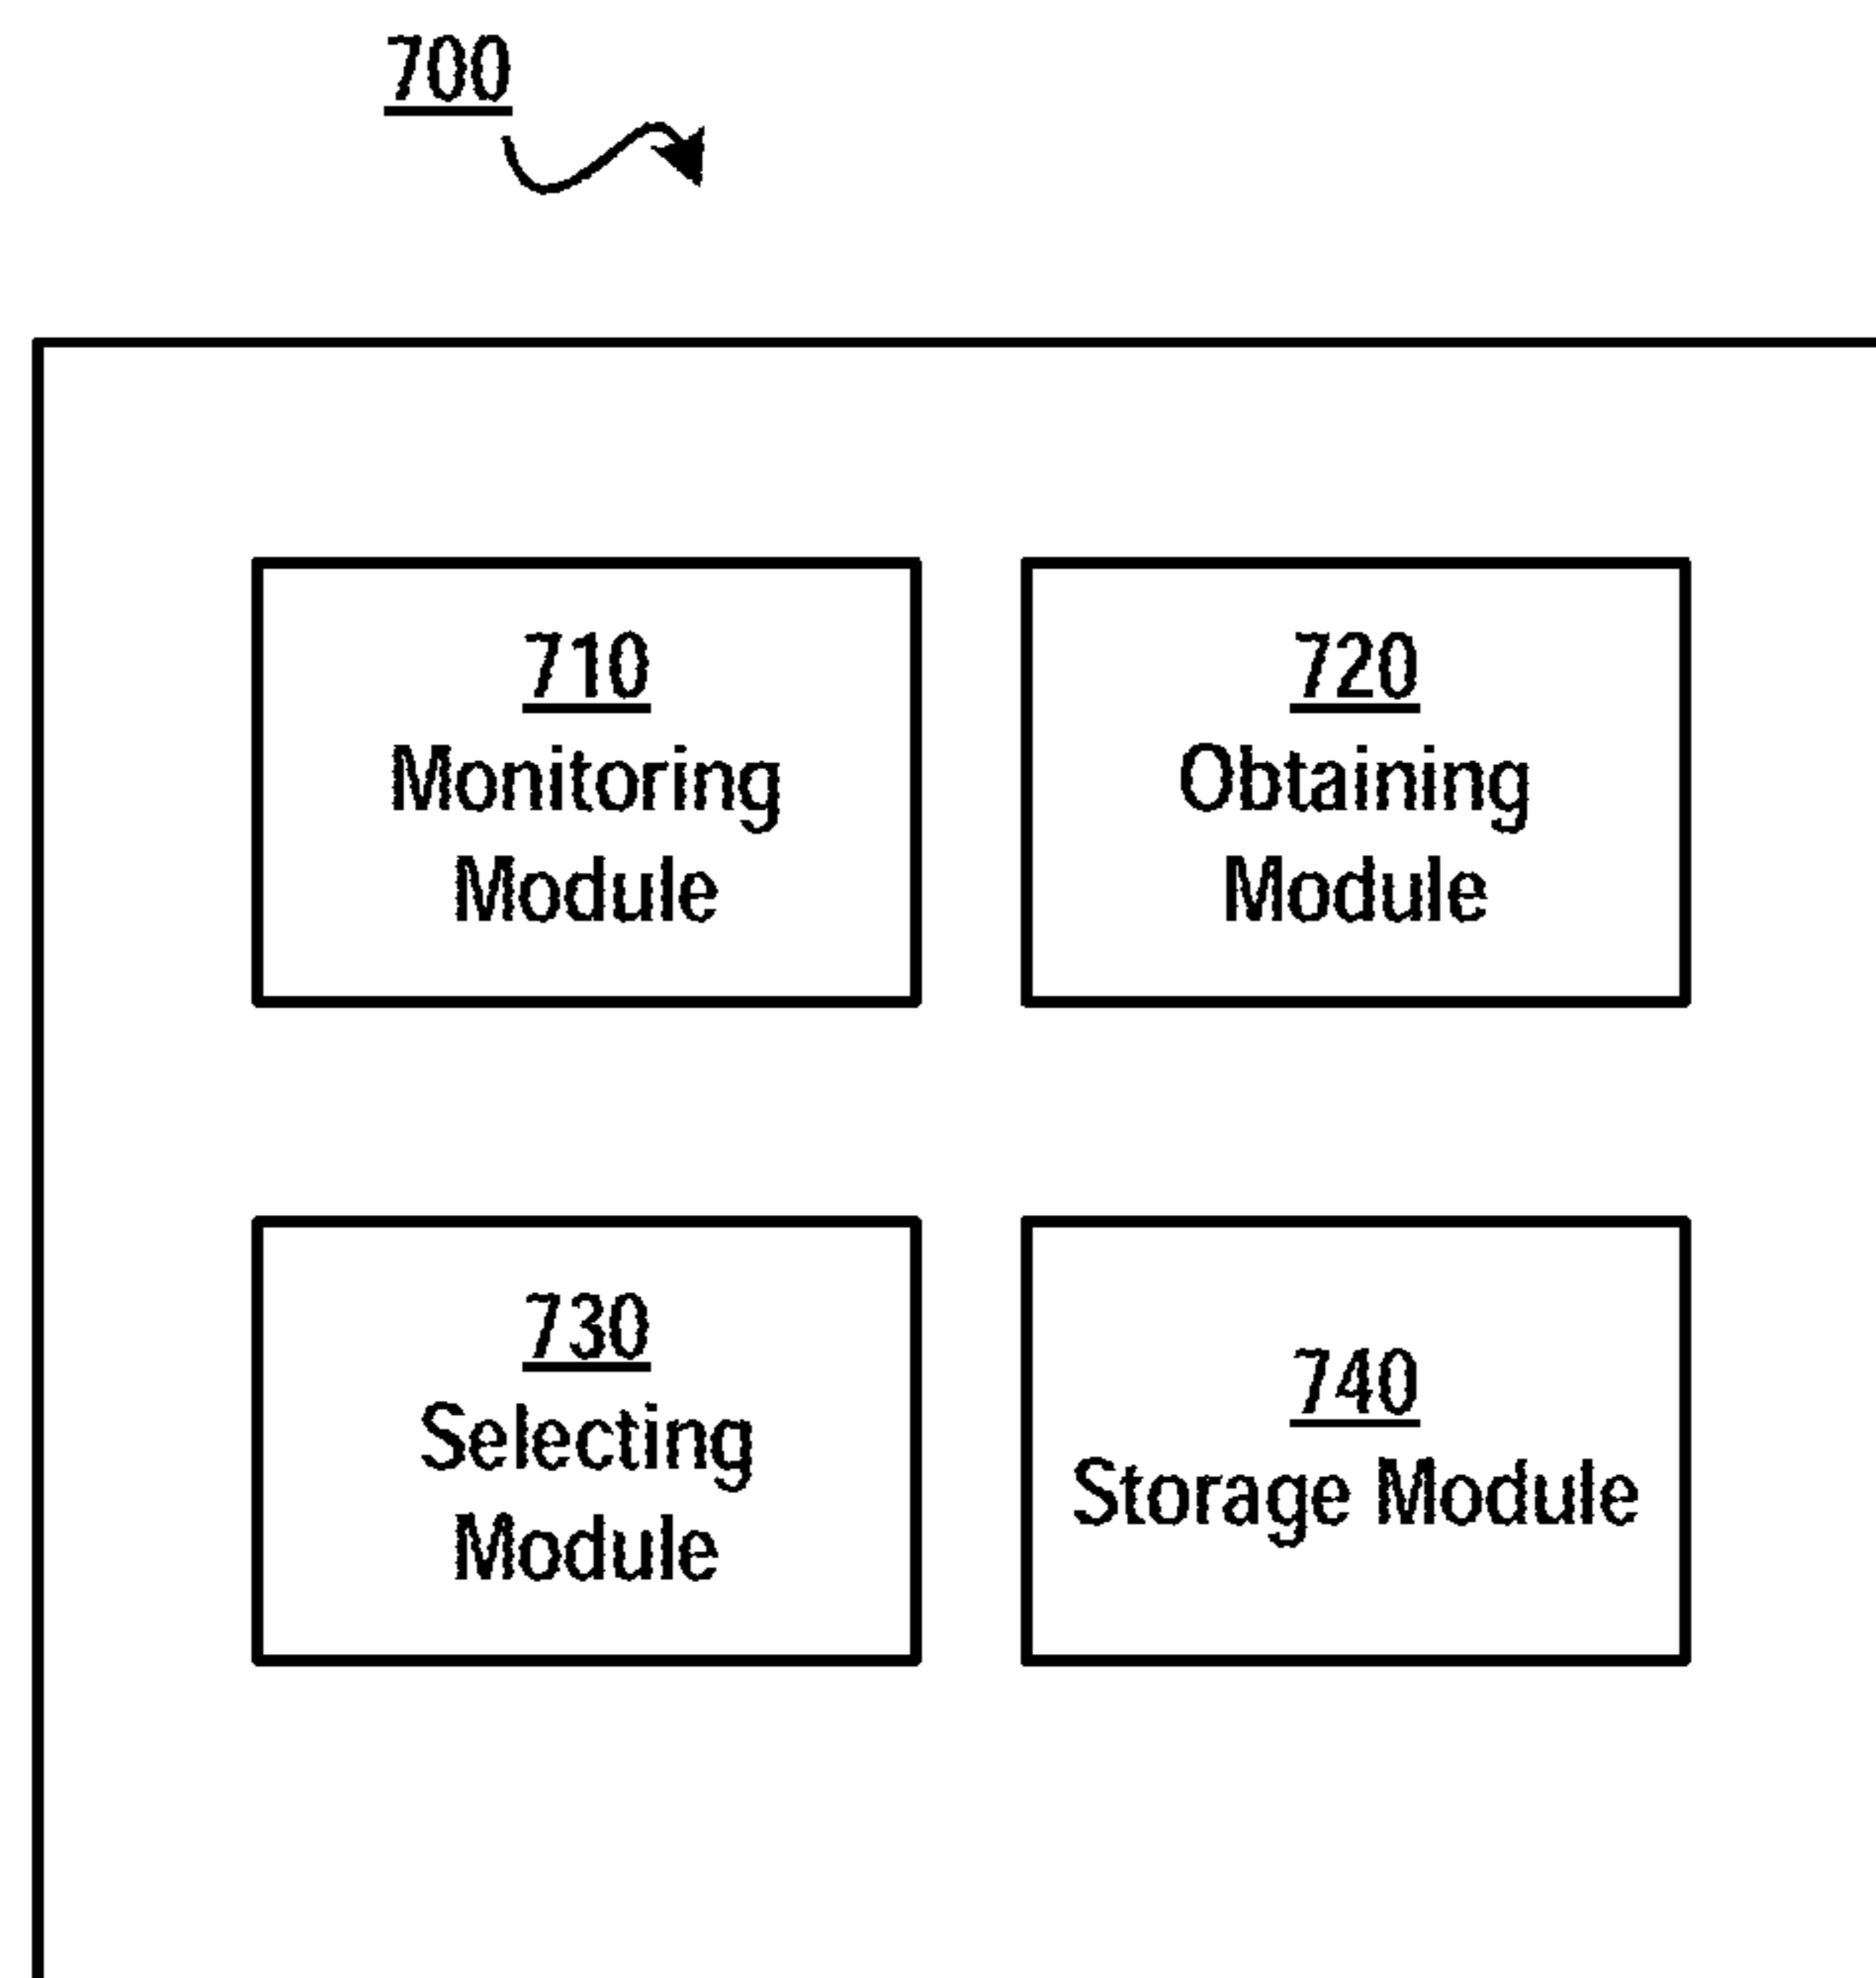 700
710
Monitoring
Module
720
Obtaining
Module
730
Selecting
Module
740
Storage Module